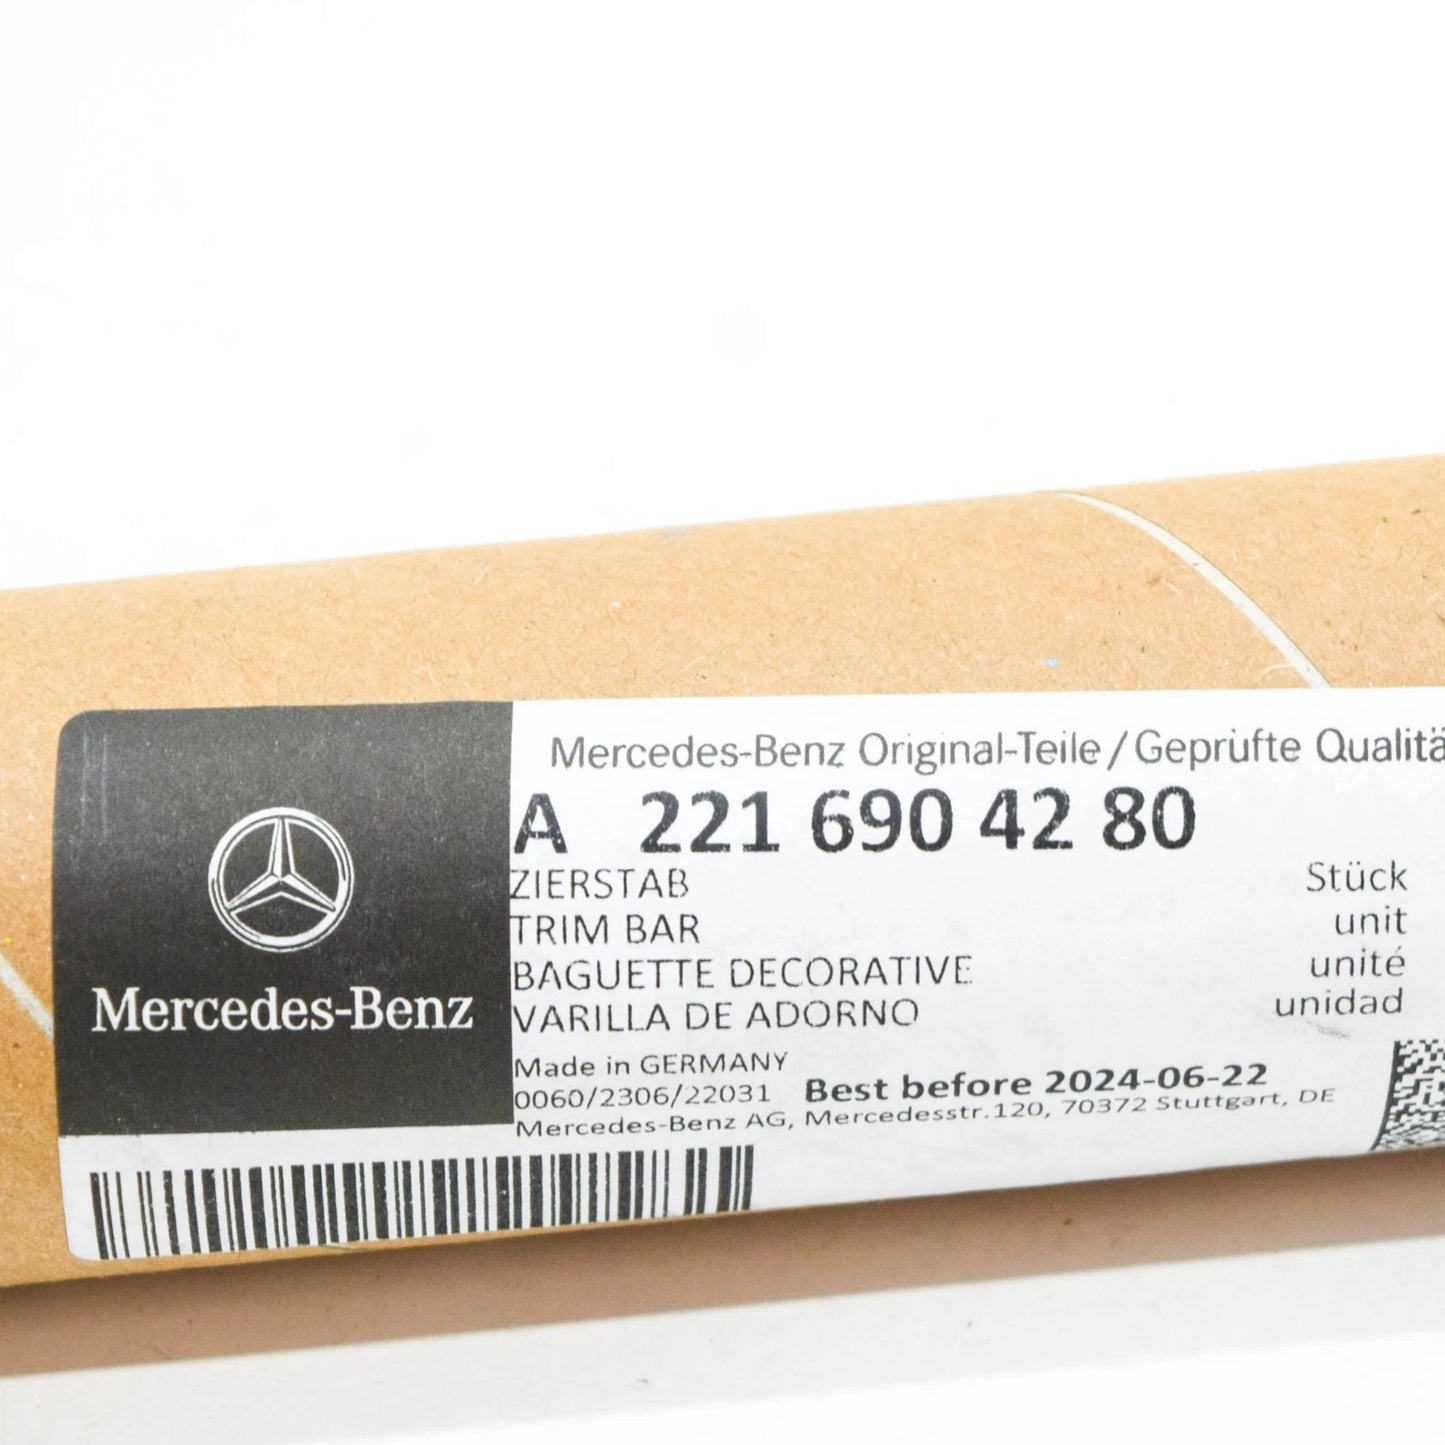 Mercedes-Benz Original-Teile / Geprüfte Qualitä
A 221 690 42 80
ZIERSTAB
TRIM BAR
BAGUETTE DECORATIVE
VARILLA DE ADORNO
Stück
unit
unité
unidad
Mercedes-Benz
Made in GERMANY
0060/2306/22031 Best before 2024-06-22
Mercedes-Benz AG, Mercedesstr.120, 70372 Stuttgart, DE